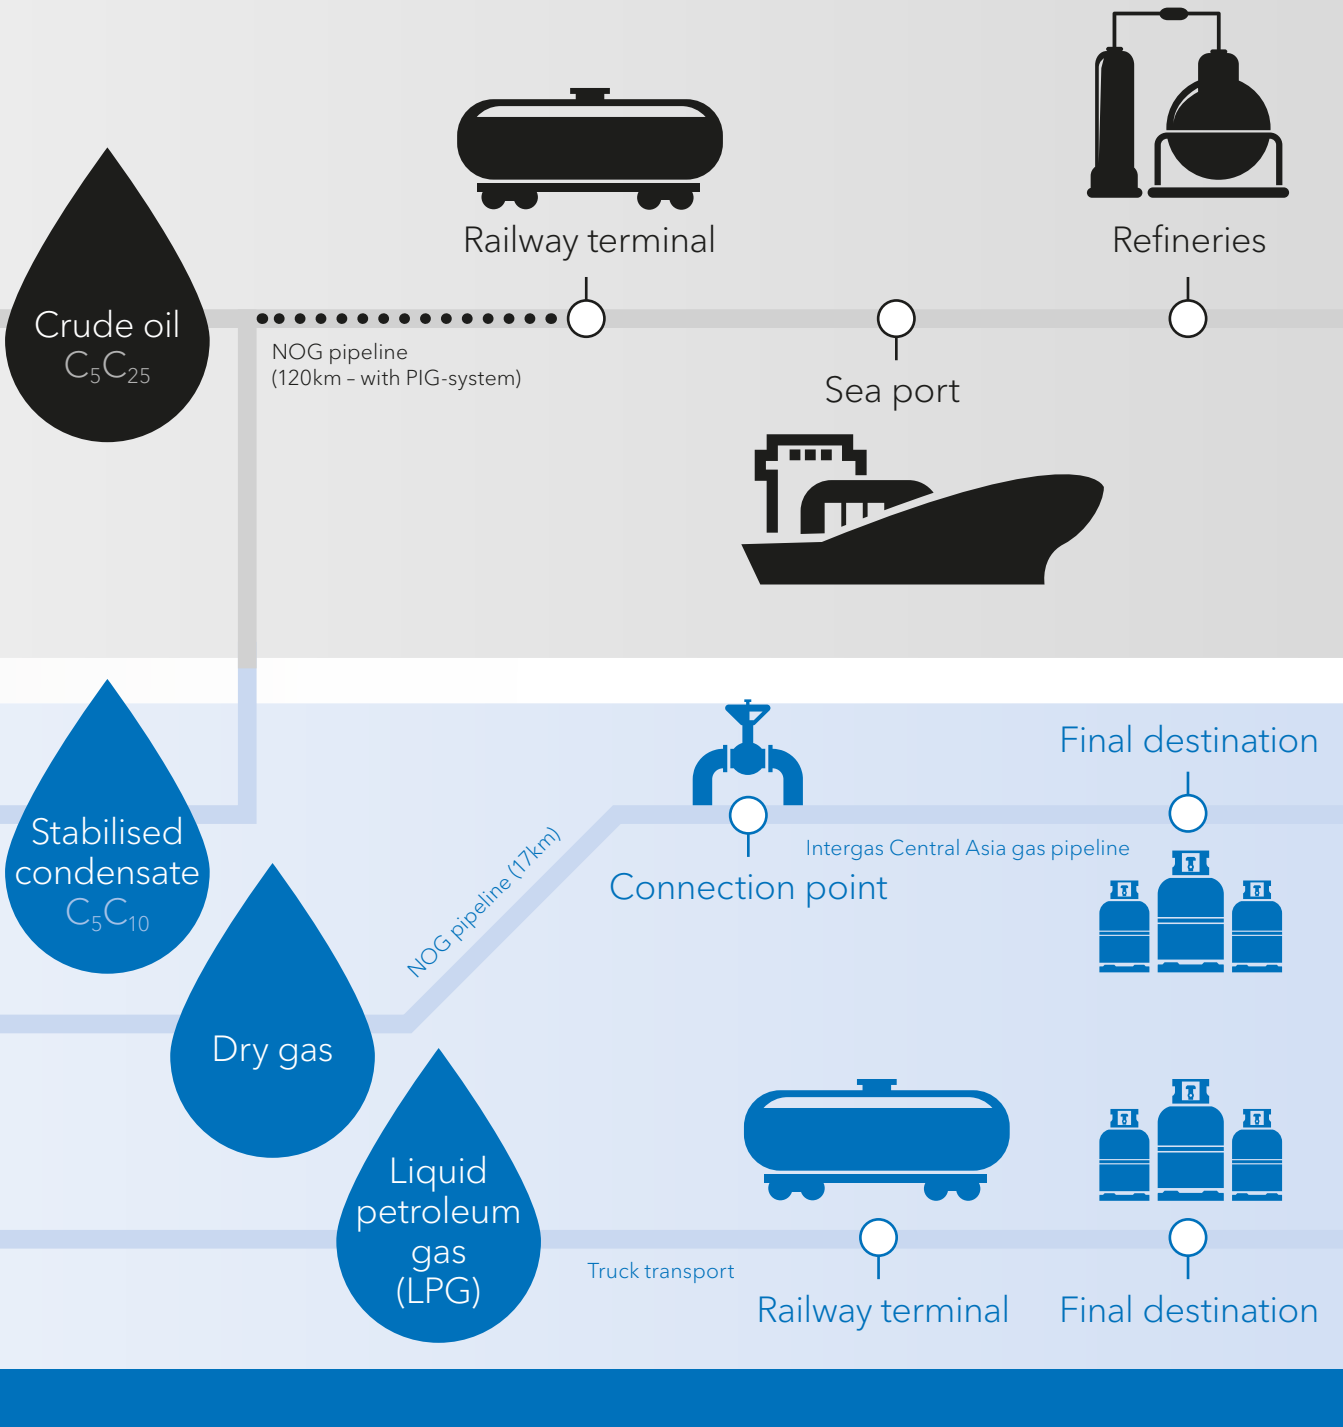 Railway terminal
Refineries
Crude oil
C5C25
NOG pipeline
(120km – with PIG-system)
Sea port
Final destination
Stabilised
condensate
C5C10
NOG pipeline (17km)
Intergas Central Asia gas pipeline
Connection point
Dry gas
Liquid
petroleum
gas
(LPG)
Truck transport
Railway terminal
Final destination